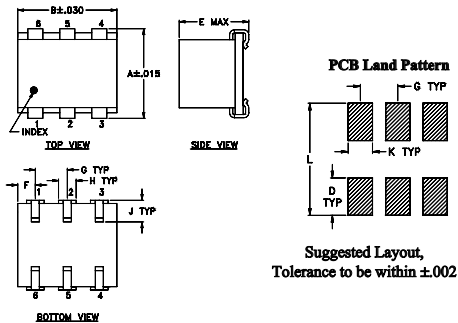 B±.030
6 5 4
A±.015
INDEX
1 2 3
TOP VIEW
E MAX
SIDE VIEW
PCB Land Pattern
G TYP
K TYP
L
D
TYP
Suggested Layout,
Tolerance to be within ±.002
G TYP
H TYP
F
1 2 3
J TYP
6 5 4
BOTTOM VIEW